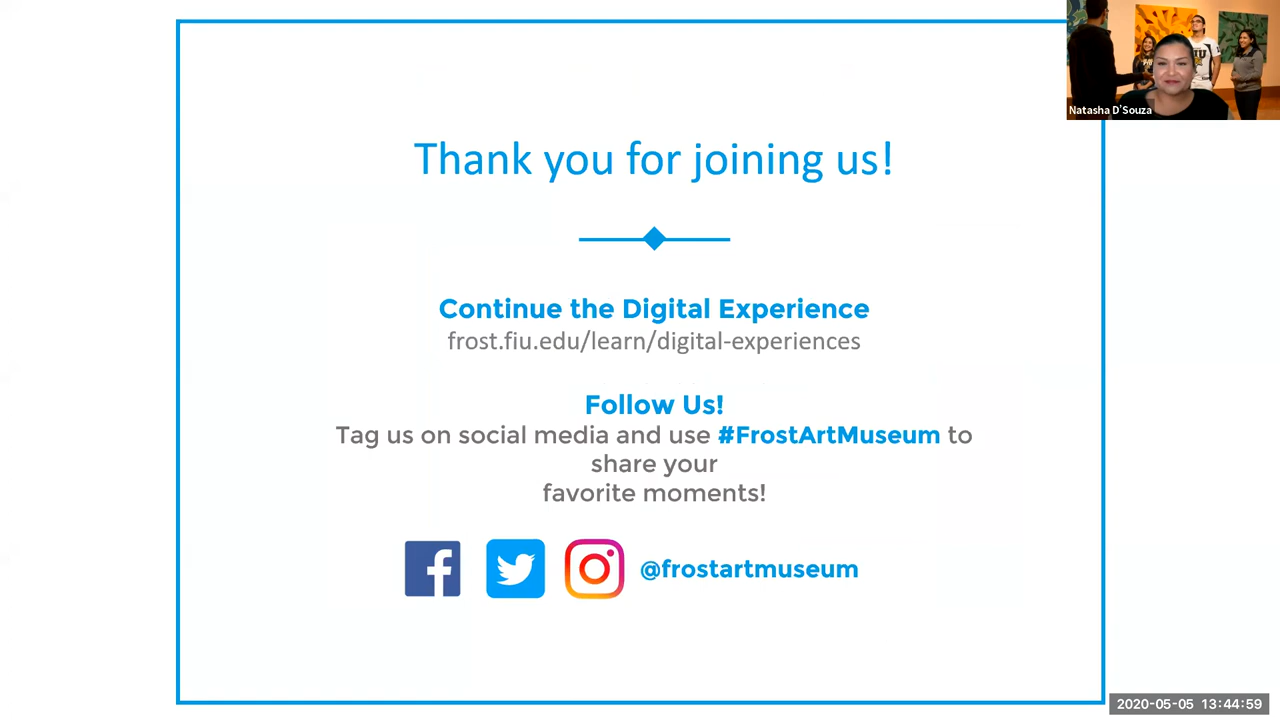 Natasha D'Souza
Thank you for joining us!
Continue the Digital Experience
frost.fiu.edu/learn/digital-experiences
Follow Us!
Tag us on social media and use #FrostArtMuseum to
share your
favorite moments!
@frostartmuseum
2020-05-05 13:44:59